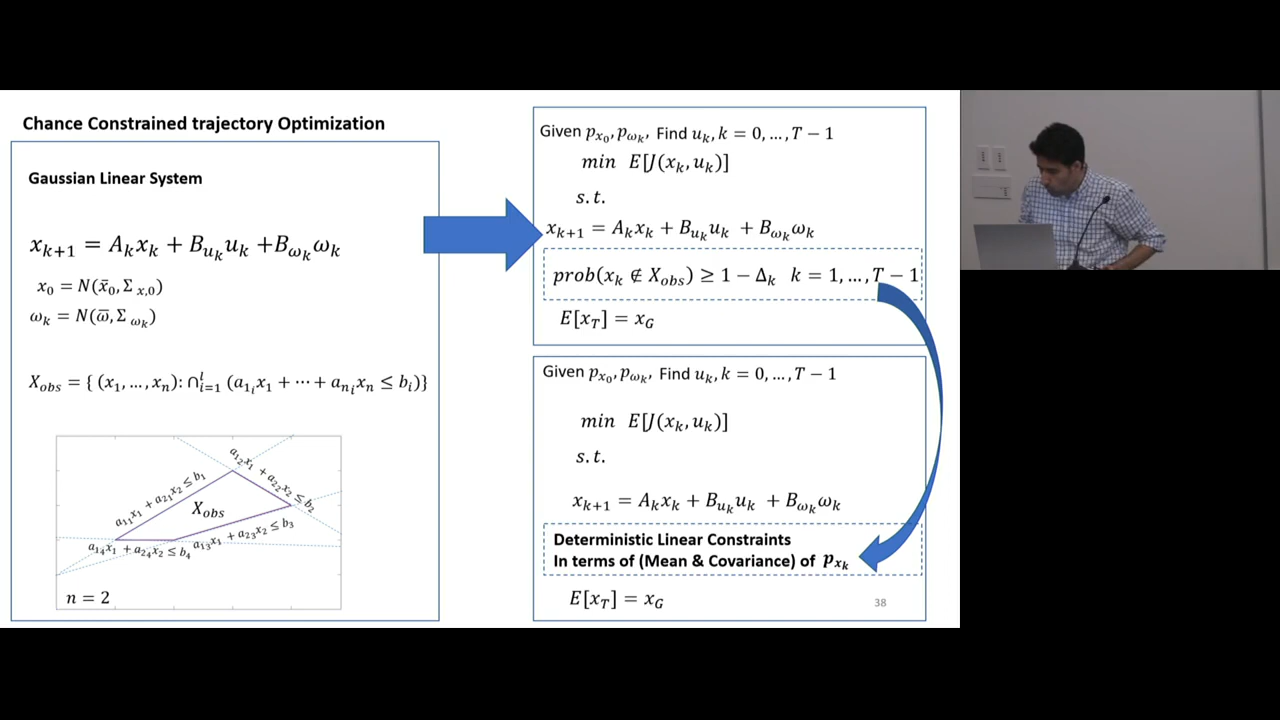 Chance Constrained trajectory Optimization
Gaussian Linear System
x_{k+1} = A_k x_k + B_{u_k} u_k + B_{ω_k} ω_k
x_0 = N(x̄_0, Σ_{x,0})
ω_k = N(ω̄, Σ_{ω_k})
X_{obs} = { (x_1, …, x_n): ∩_{i=1}^{l} (a_{1_i} x_1 + ⋯ + a_{n_i} x_n ≤ b_i)}
a_{11}x_1 + a_{21}x_2 ≤ b_1
a_{12}x_1 + a_{22}x_2 ≤ b_2
X_{obs}
a_{14}x_1 + a_{24}x_2 ≤ b_4
a_{13}x_1 + a_{23}x_2 ≤ b_3
n = 2
Given p_{x_0}, p_{ω_k}, Find u_k, k = 0, …, T − 1
min E[J(x_k, u_k)]
s.t.
x_{k+1} = A_k x_k + B_{u_k} u_k + B_{ω_k} ω_k
prob(x_k ∉ X_{obs}) ≥ 1 − Δ_k k = 1, …, T − 1
E[x_T] = x_G
Given p_{x_0}, p_{ω_k}, Find u_k, k = 0, …, T − 1
min E[J(x_k, u_k)]
s.t.
x_{k+1} = A_k x_k + B_{u_k} u_k + B_{ω_k} ω_k
Deterministic Linear Constraints
In terms of (Mean & Covariance) of p_{x_k}
E[x_T] = x_G
38